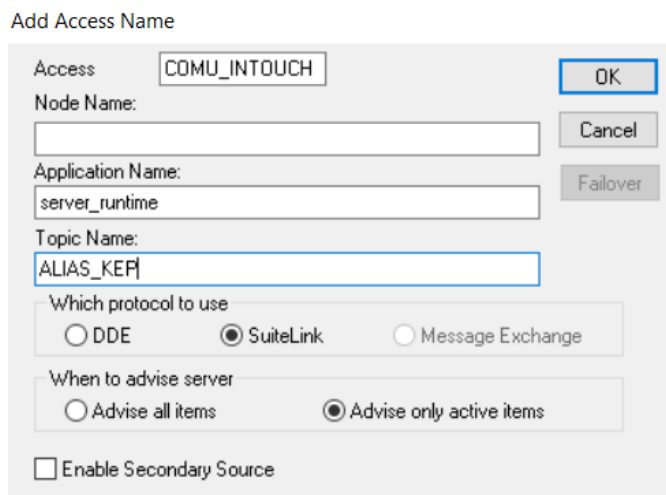 Add Access Name
Access COMU_INTOUCH OK
Node Name:
Cancel
Application Name:
Failover
server_runtime
Topic Name:
ALIAS_KEP
Which protocol to use
DDE SuiteLink Message Exchange
When to advise server
Advise all items Advise only active items
Enable Secondary Source